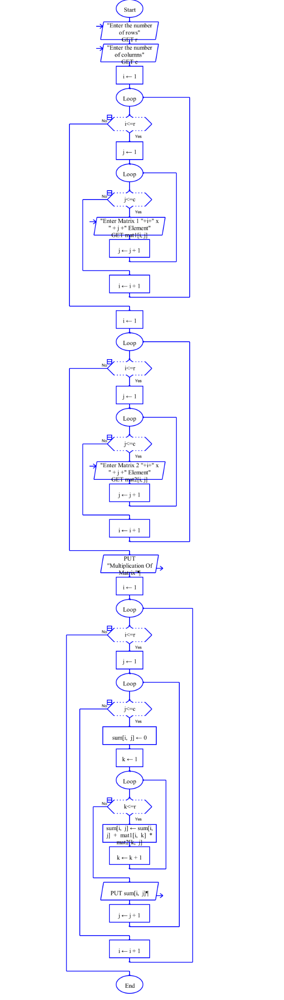 Start
"Enter the number
of rows"
GET r
"Enter the number
of columns"
GET c
i ← 1
Loop
No
i<=r
Yes
j ← 1
Loop
No
j<=c
Yes
"Enter Matrix 1 "+i+" x
" + j +" Element"
GET mat1[i, j]
j ← j + 1
i ← i + 1
i ← 1
Loop
No
i<=r
Yes
j ← 1
Loop
No
j<=c
Yes
"Enter Matrix 2 "+i+" x
" + j +" Element"
GET mat2[i, j]
j ← j + 1
i ← i + 1
PUT
"Multiplication Of
Matrix"¶
i ← 1
Loop
No
i<=r
Yes
j ← 1
Loop
No
j<=c
Yes
sum[i, j] ← 0
k ← 1
Loop
No
k<=r
Yes
sum[i, j] ← sum[i,
j] + mat1[i, k] *
mat2[k, j]
k ← k + 1
PUT sum[i, j]¶
j ← j + 1
i ← i + 1
End